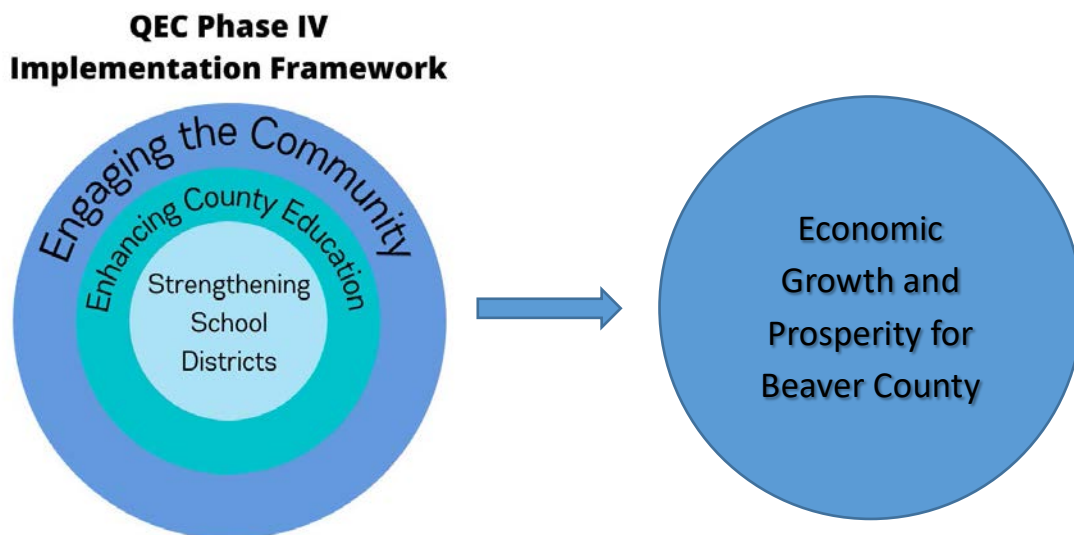 QEC Phase IV
Implementation Framework
Engaging the Community
Enhancing County Education
Strengthening
School
Districts
Economic
Growth and
Prosperity for
Beaver County